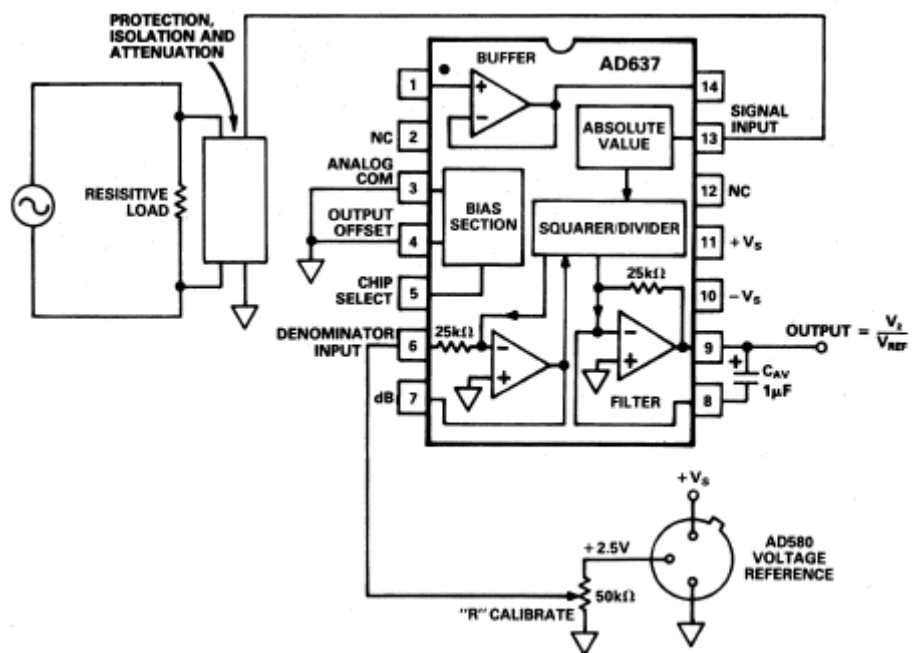 PROTECTION,
ISOLATION AND
ATTENUATION
RESISITIVE
LOAD
BUFFER
AD637
1
14
NC
2
ABSOLUTE
VALUE
13
SIGNAL
INPUT
ANALOG
COM
3
12
NC
BIAS
SECTION
SQUARER/DIVIDER
OUTPUT
OFFSET
4
11
+VS
25kΩ
CHIP
SELECT
5
10
-VS
DENOMINATOR
INPUT
6
25kΩ
-
+
-
+
9
OUTPUT = V2/VREF
+
CAV
1μF
dB
7
FILTER
8
+VS
+2.5V
AD580
VOLTAGE
REFERENCE
50kΩ
"R" CALIBRATE
+
-